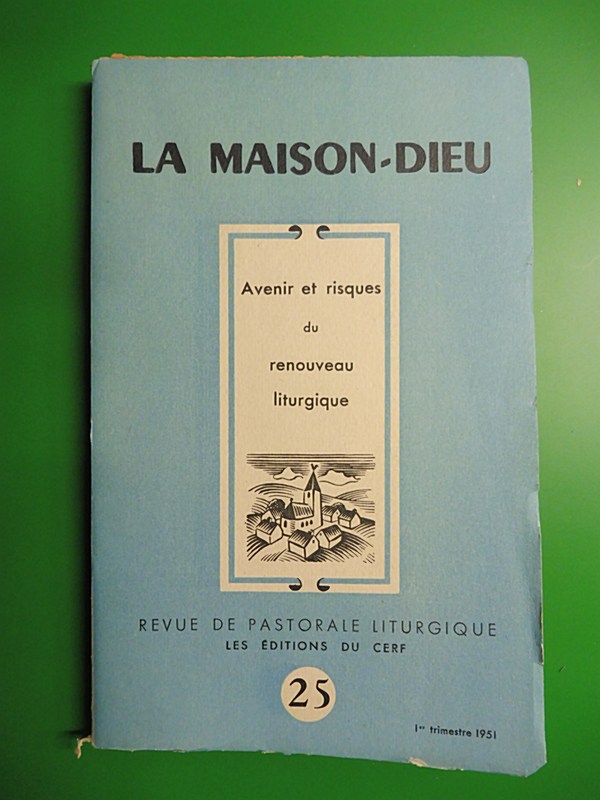 LA MAISON-DIEU
Avenir et risques
du
renouveau
liturgique
REVUE DE PASTORALE LITURGIQUE
LES ÉDITIONS DU CERF
25
1er trimestre 1951